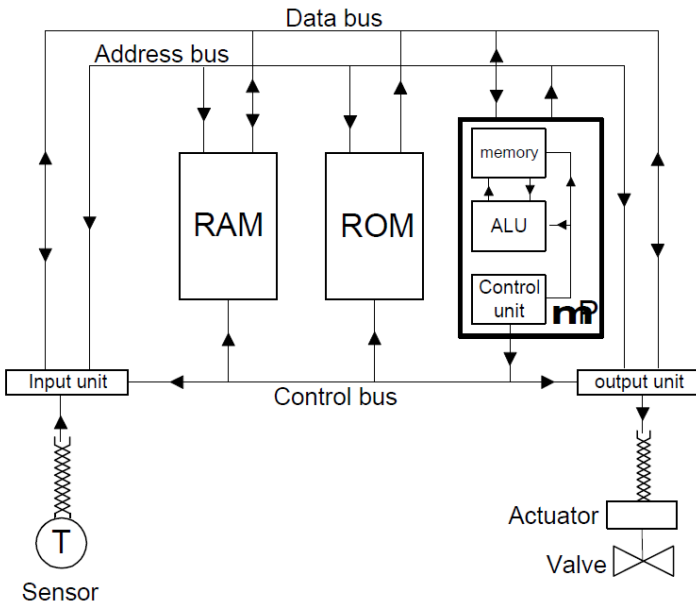 Data bus
Address bus
memory
RAM
ROM
ALU
Control
unit
mP
Input unit
output unit
Control bus
T
Actuator
Valve
Sensor